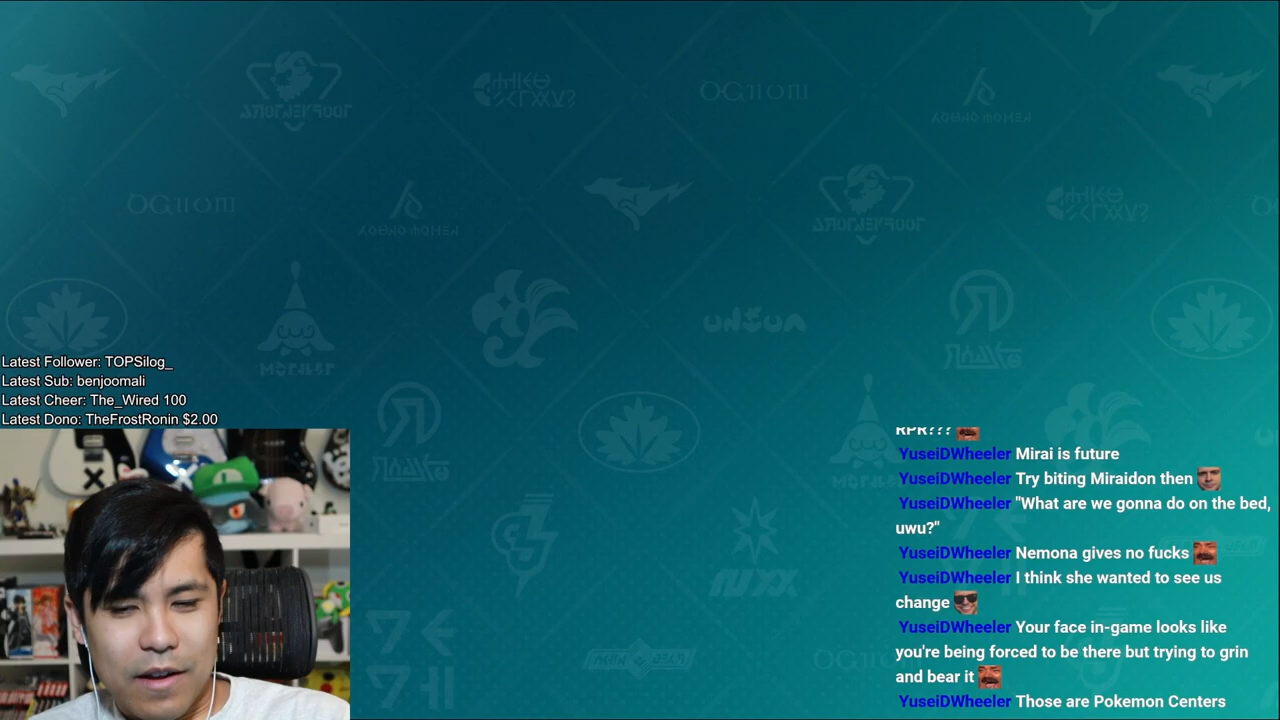 Latest Follower: TOPSilog_
Latest Sub: benjoomali
Latest Cheer: The_Wired 100
Latest Dono: TheFrostRonin $2.00
RPR???
YuseiDWheeler Mirai is future
YuseiDWheeler Try biting Miraidon then
YuseiDWheeler "What are we gonna do on the bed,
uwu?"
YuseiDWheeler Nemona gives no fucks
YuseiDWheeler I think she wanted to see us
change
YuseiDWheeler Your face in-game looks like
you're being forced to be there but trying to grin
and bear it
YuseiDWheeler Those are Pokemon Centers